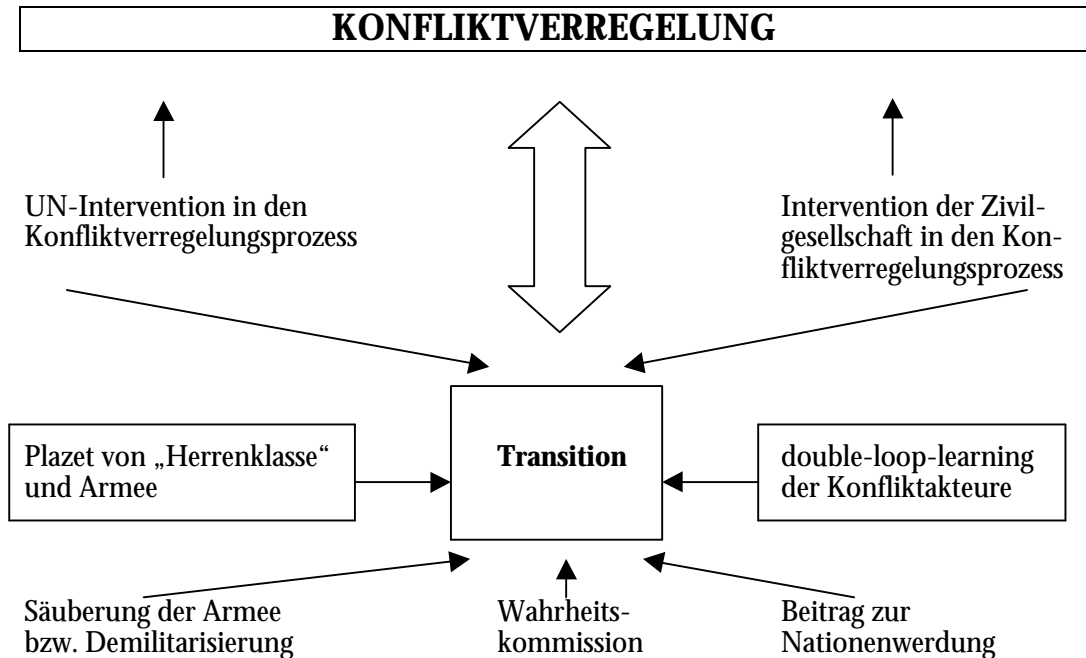 KONFLIKTVERREGELUNG
UN-Intervention in den
Konfliktverregelungsprozess
Intervention der Zivil-
gesellschaft in den Kon-
fliktverregelungsprozess
Plazet von „Herrenklasse“
und Armee
Transition
double-loop-learning
der Konfliktakteure
Säuberung der Armee
bzw. Demilitarisierung
Wahrheits-
kommission
Beitrag zur
Nationenwerdung